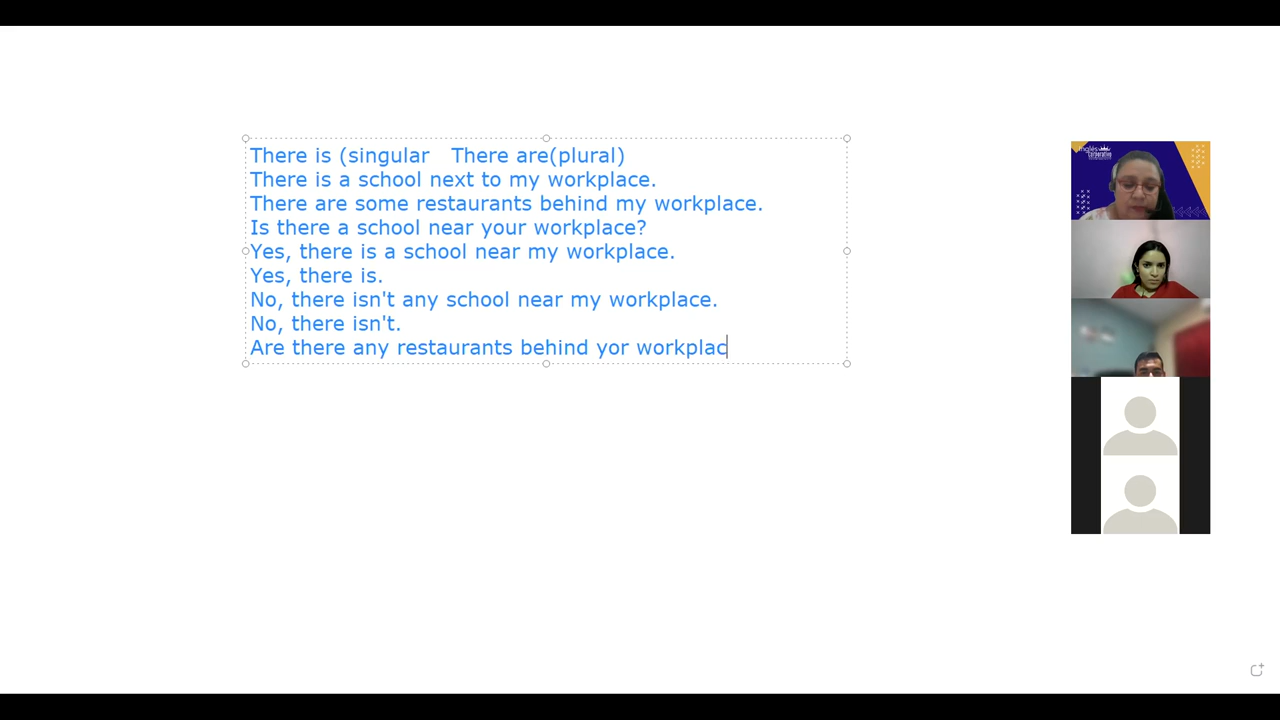 There is (singular   There are(plural)
There is a school next to my workplace.
There are some restaurants behind my workplace.
Is there a school near your workplace?
Yes, there is a school near my workplace.
Yes, there is.
No, there isn't any school near my workplace.
No, there isn't.
Are there any restaurants behind yor workplac